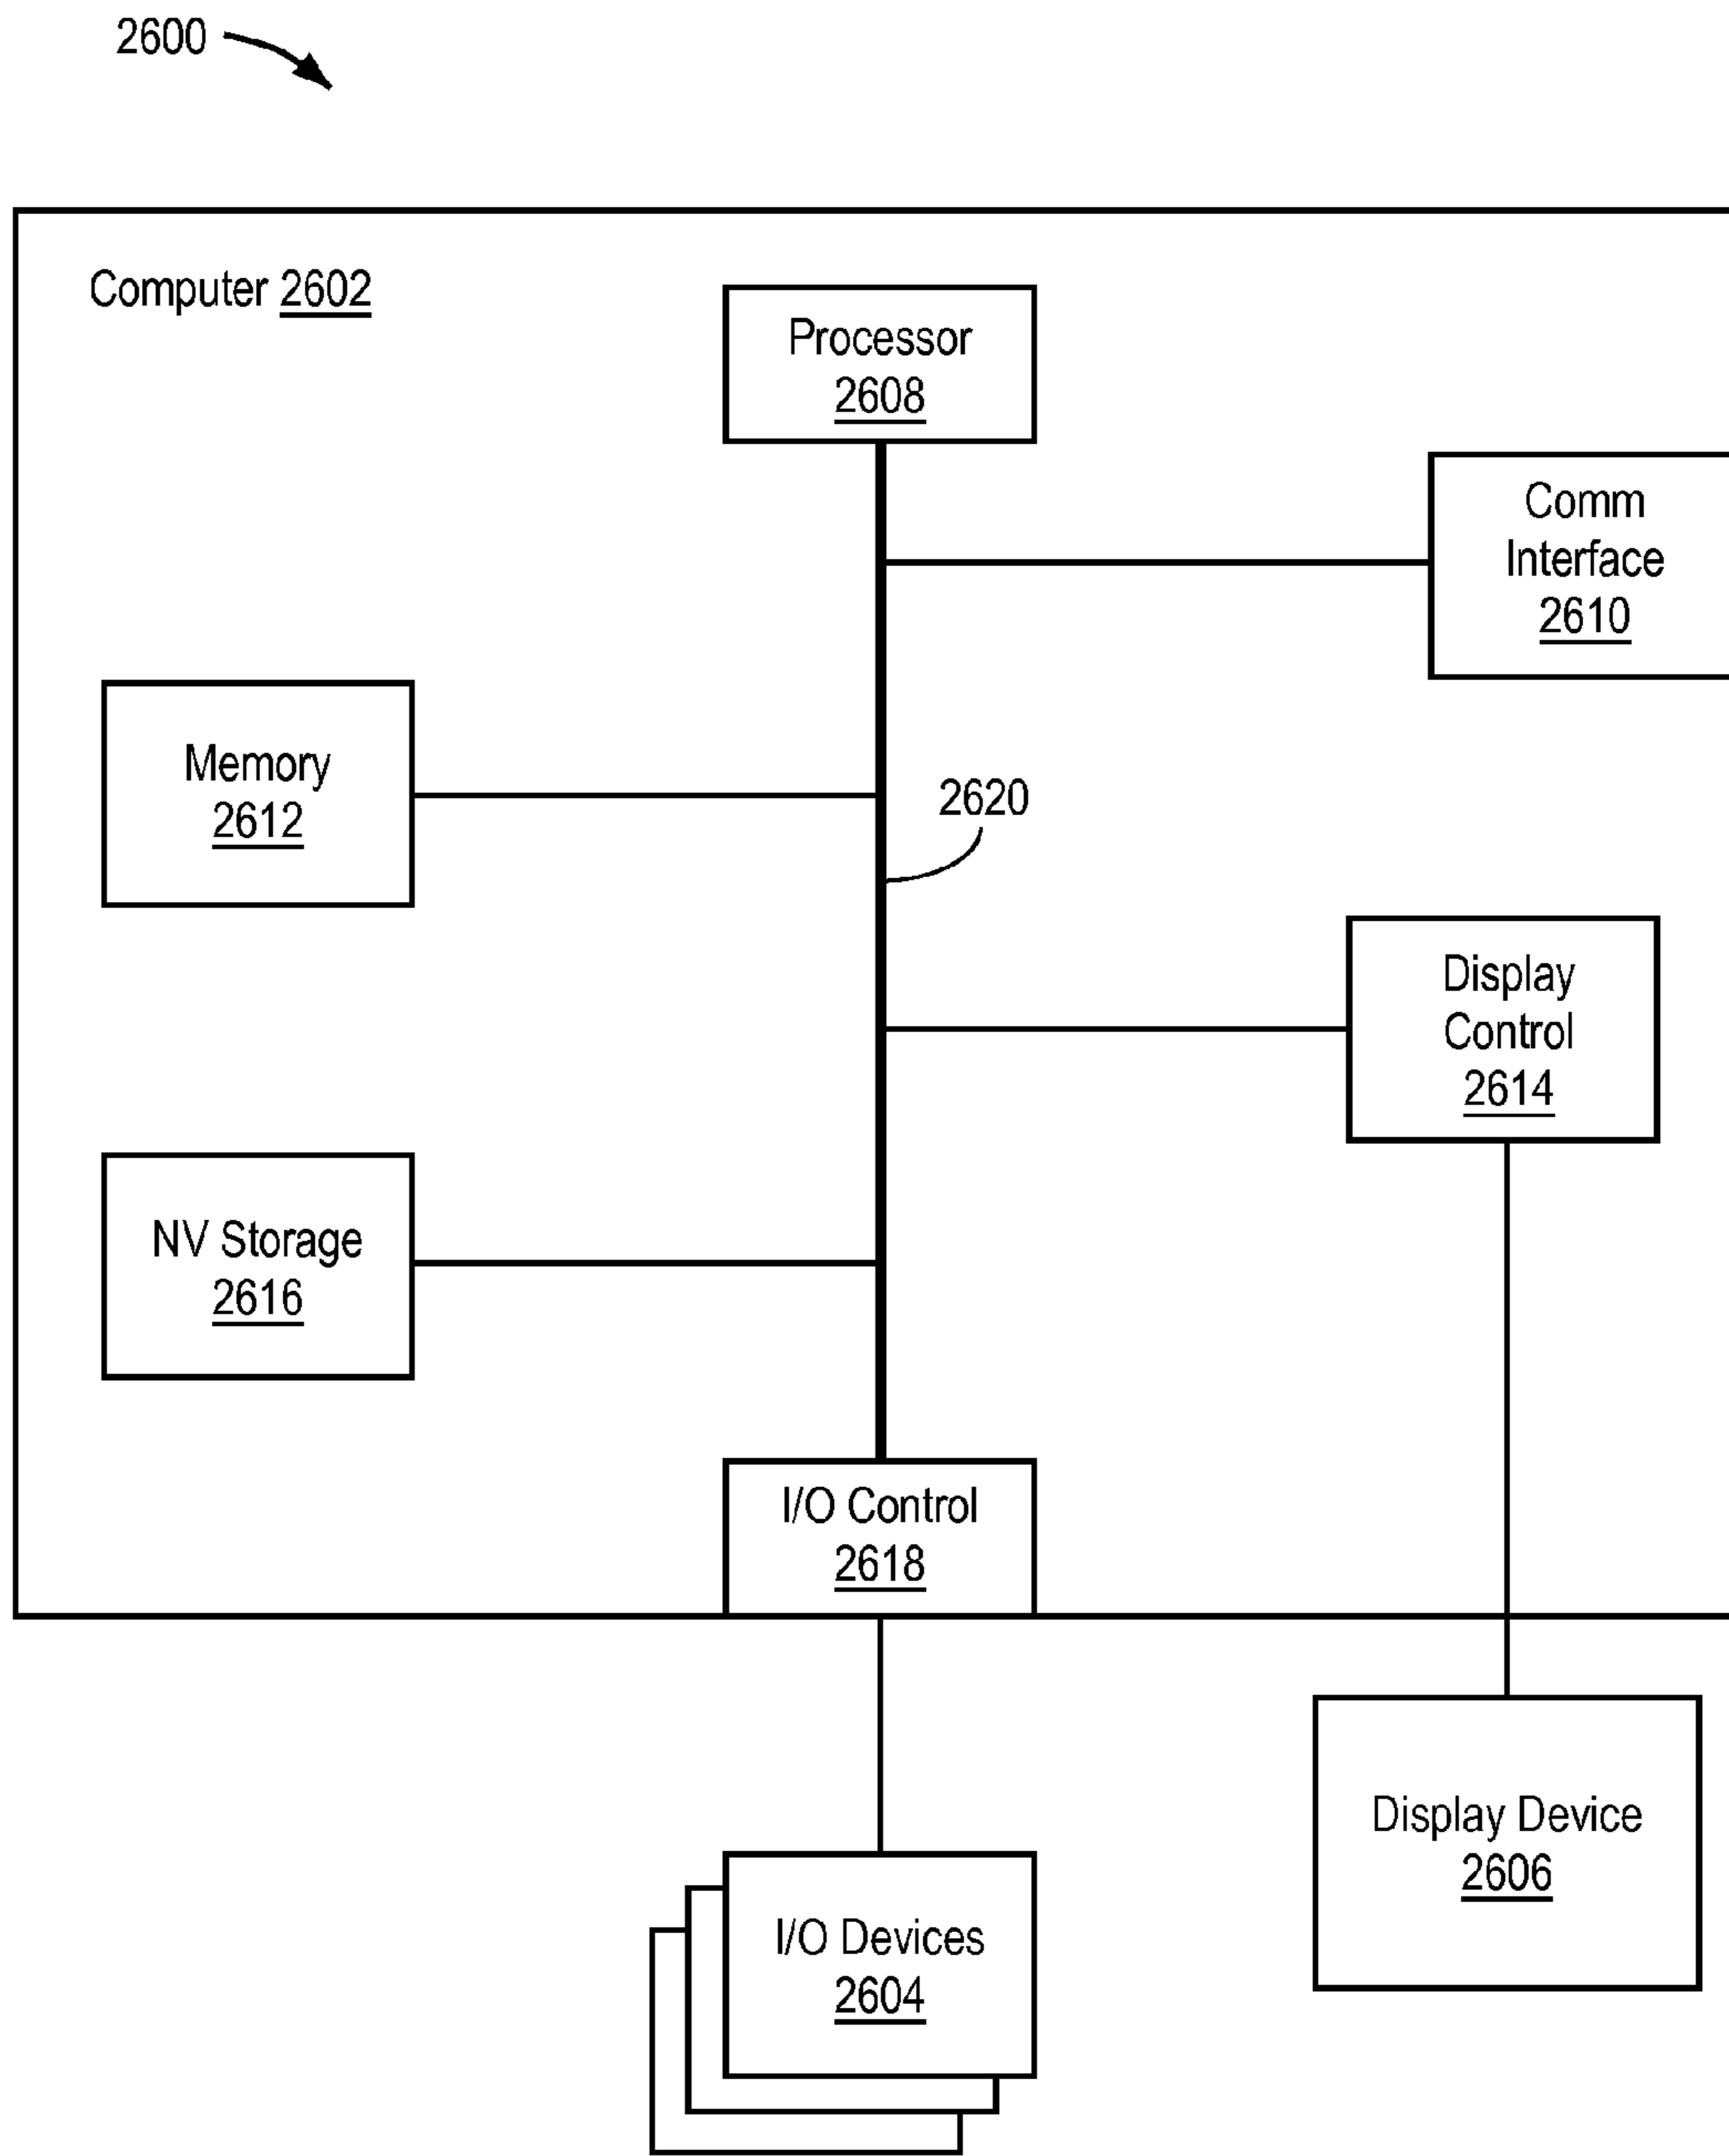 2600
Computer 2602
Processor
2608
Comm
Interface
2610
Memory
2612
2620
Display
Control
2614
NV Storage
2616
I/O Control
2618
Display Device
2606
I/O Devices
2604